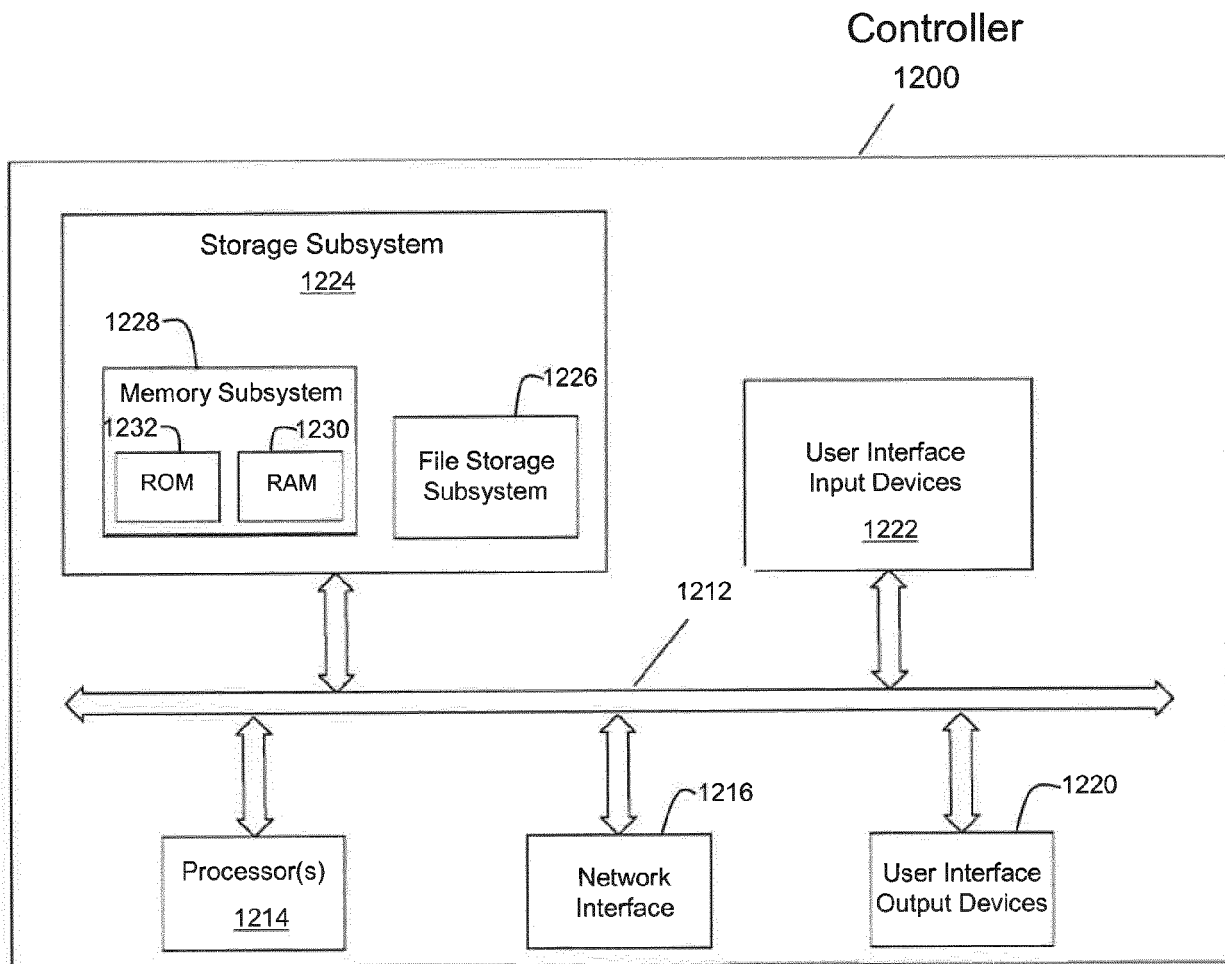 Controller
1200
Storage Subsystem
1224
1228
Memory Subsystem
1232
1230
ROM
RAM
1226
File Storage
Subsystem
User Interface
Input Devices
1222
1212
Processor(s)
1214
1216
Network
Interface
1220
User Interface
Output Devices